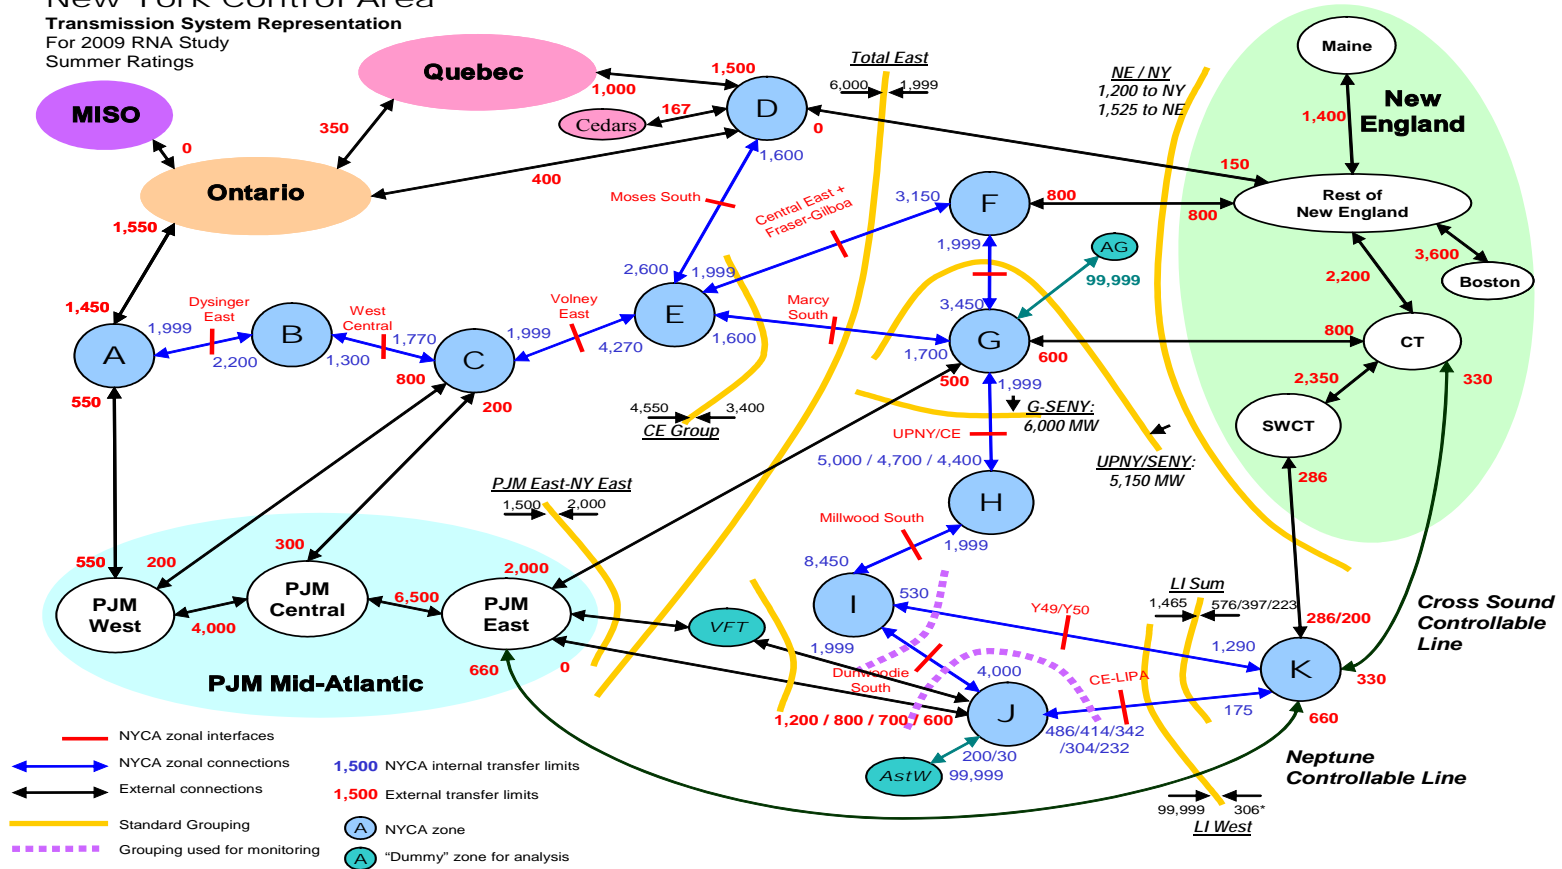 New York Control Area
Transmission System Representation
For 2009 RNA Study
Summer Ratings
MISO
Quebec
Cedars
Ontario
1,500
1,000
167
350
0
400
1,550
1,450
D
0
1,600
Total East
6,000
1,999
NE / NY
1,200 to NY
1,525 to NE
Maine
New
England
1,400
150
Rest of
New England
800
800
3,600
Boston
2,200
Moses South
Central East +
Fraser-Gilboa
3,150
F
1,999
AG
99,999
2,600
1,999
E
Marcy
South
1,600
3,450
G
1,700
500
600
800
CT
330
2,350
SWCT
286
Dysinger
East
A
1,999
2,200
B
West
Central
1,770
1,300
C
Volney
East
1,999
4,270
800
200
550
4,550
3,400
CE Group
1,999
G-SENY:
6,000 MW
UPNY/CE
5,000 / 4,700 / 4,400
UPNY/SENY:
5,150 MW
H
PJM East-NY East
1,500
2,000
Millwood South
1,999
8,450
I
530
1,999
550
200
300
2,000
PJM
West
4,000
PJM
Central
6,500
PJM
East
660
0
PJM Mid-Atlantic
VFT
Dunwoodie
South
4,000
J
1,200 / 800 / 700/ 600
200/30
AstW
99,999
Y49/Y50
LI Sum
1,465
576/397/223
1,290
286/200
K
330
660
CE-LIPA
175
486/414/342
/304/232
Cross Sound
Controllable
Line
Neptune
Controllable Line
99,999
306*
LI West
NYCA zonal interfaces
NYCA zonal connections
External connections
Standard Grouping
Grouping used for monitoring
1,500 NYCA internal transfer limits
1,500 External transfer limits
A NYCA zone
A "Dummy" zone for analysis